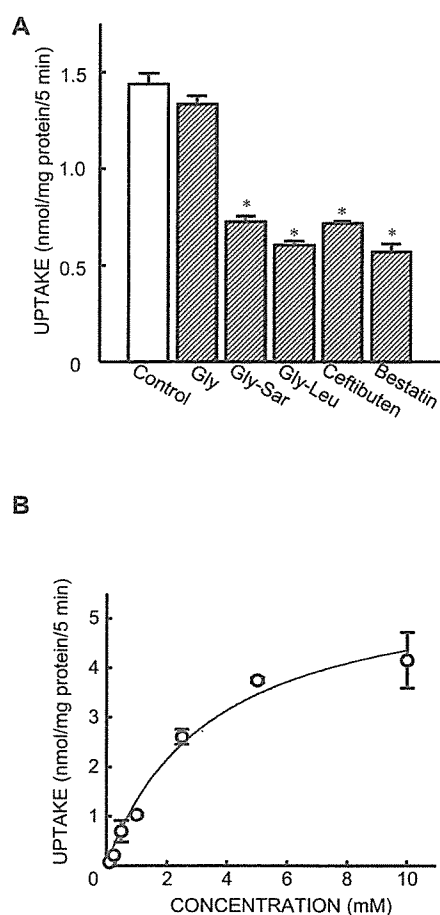 A
UPTAKE (nmol/mg protein/5 min)
1.5
1.0
0.5
0
* * * *
Control Gly Gly-Sar Gly-Leu Ceftibuten Bestatin
B
UPTAKE (nmol/mg protein/5 min)
5
4
3
2
1
0 2 4 6 8 10
CONCENTRATION (mM)